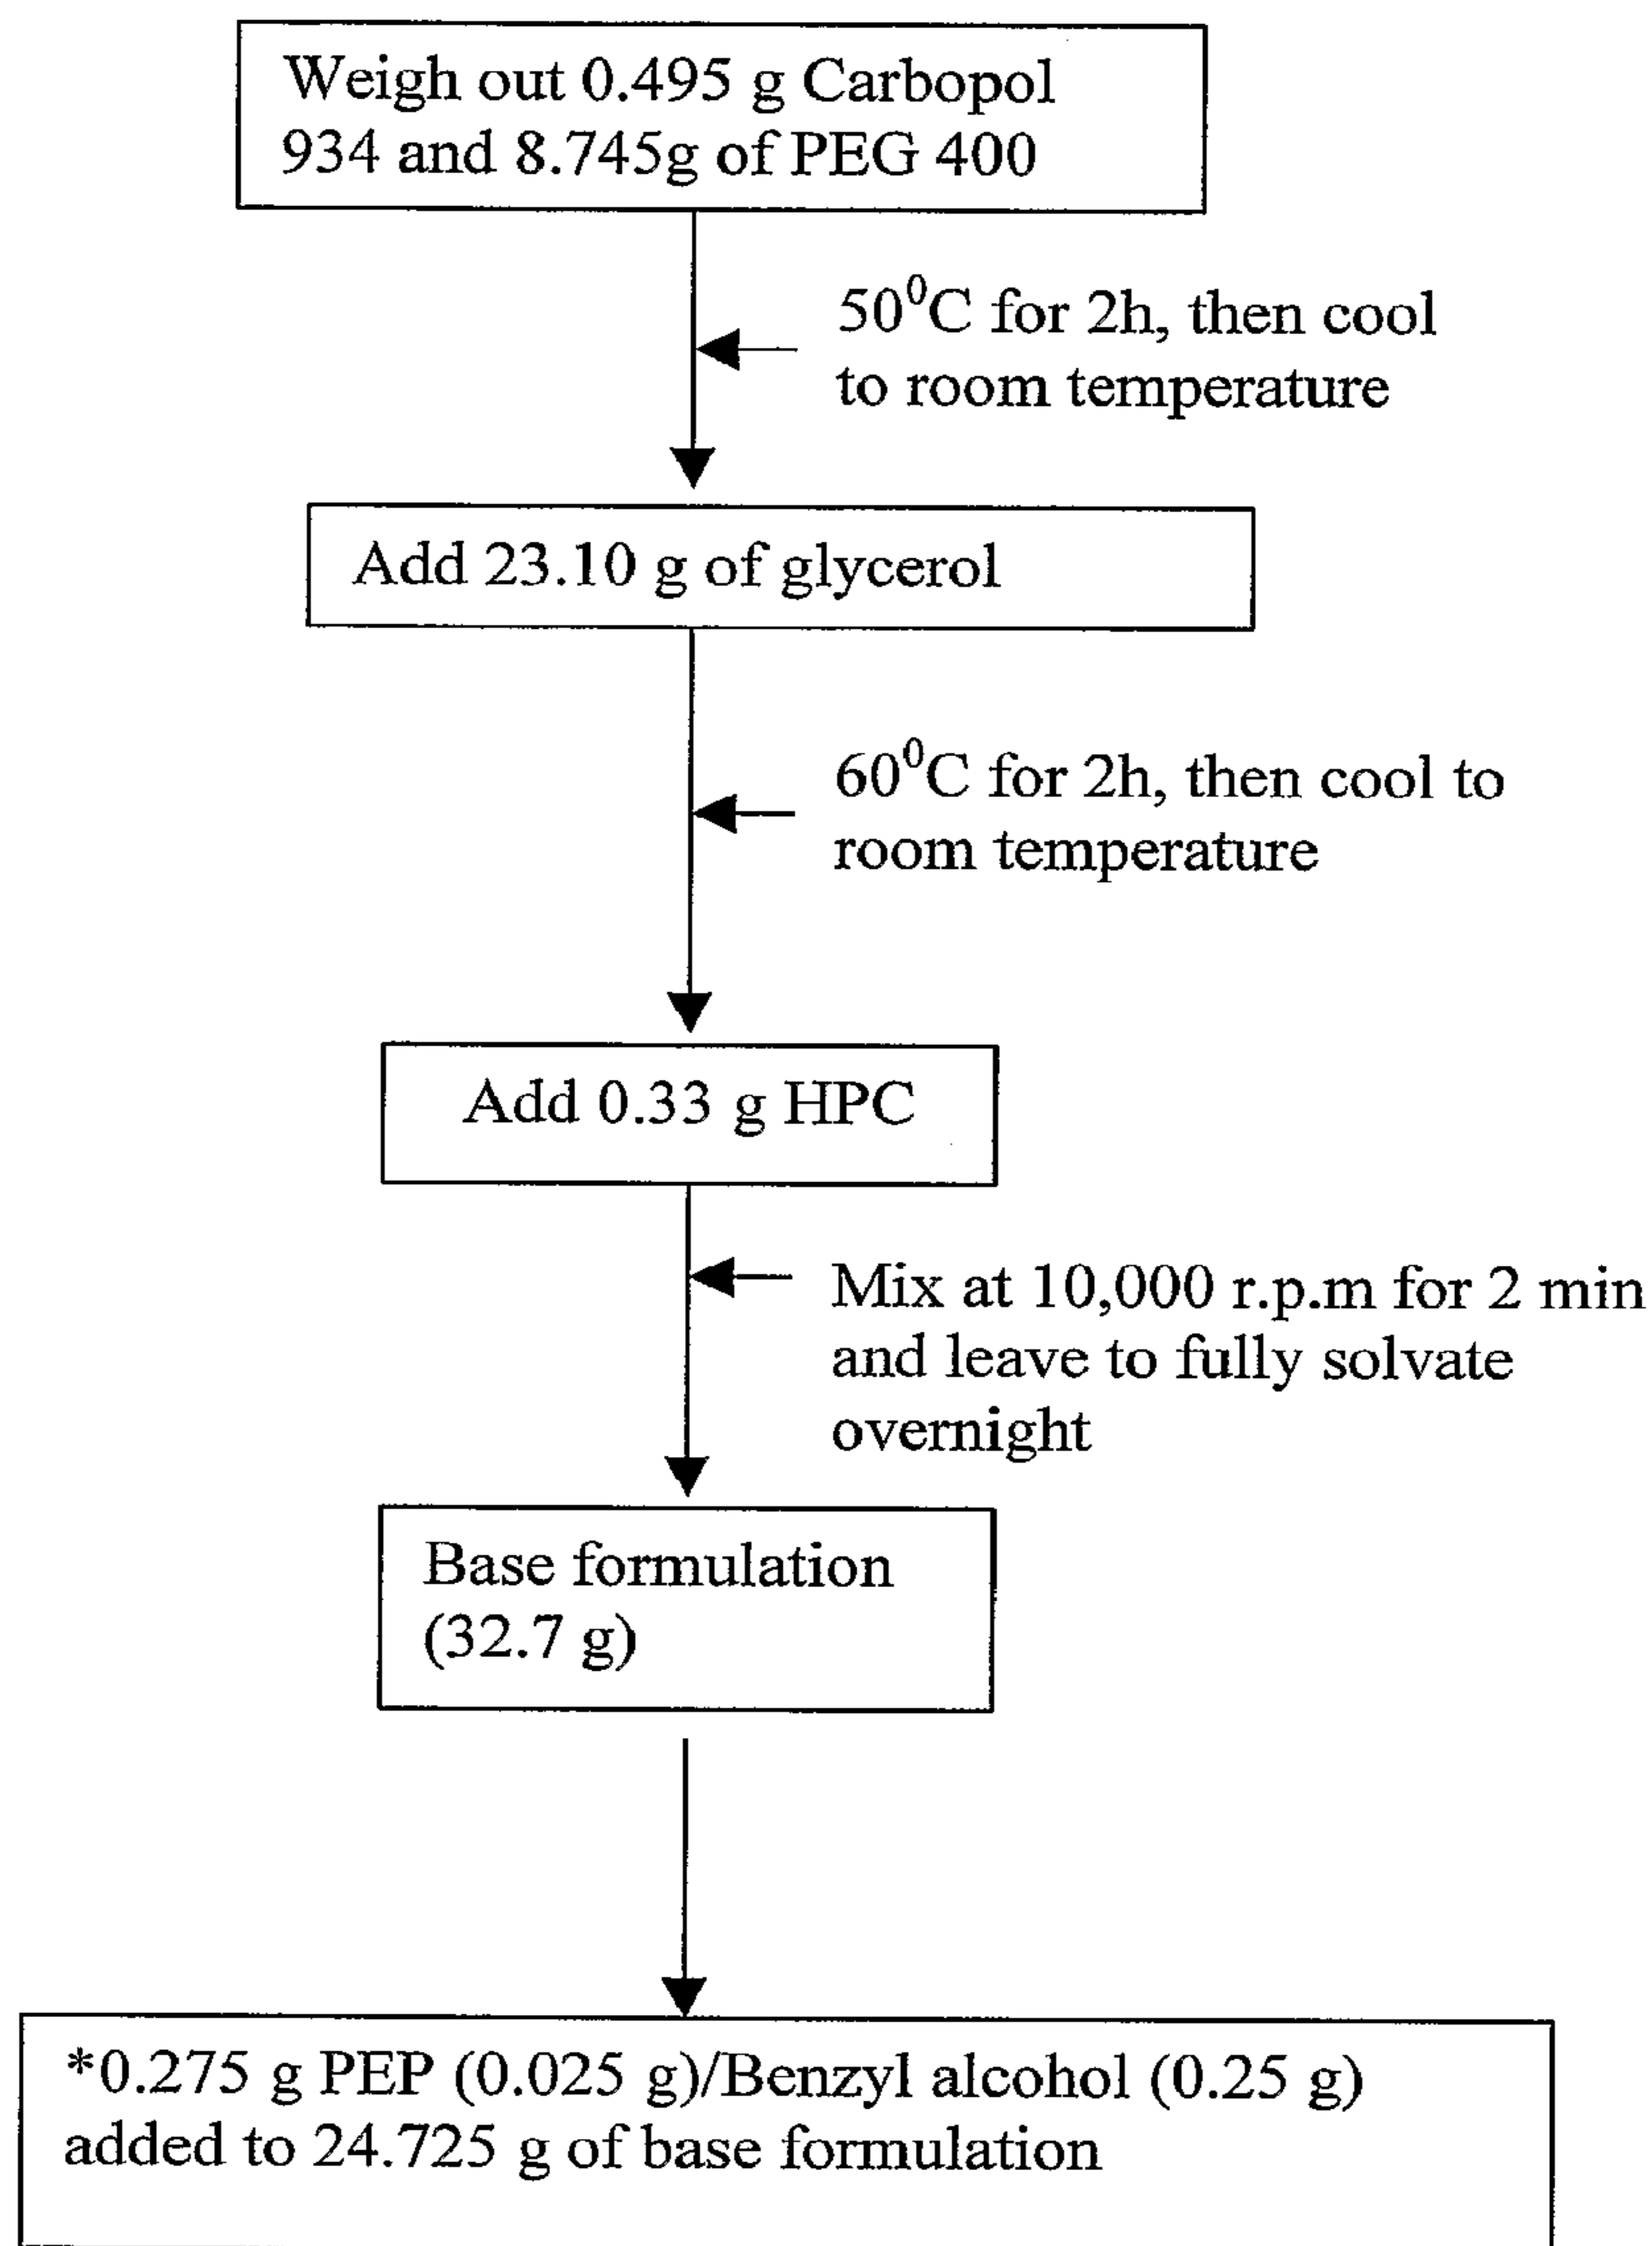 Weigh out 0.495 g Carbopol
934 and 8.745g of PEG 400
50⁰C for 2h, then cool
to room temperature
Add 23.10 g of glycerol
60⁰C for 2h, then cool to
room temperature
Add 0.33 g HPC
Mix at 10,000 r.p.m for 2 min
and leave to fully solvate
overnight
Base formulation
(32.7 g)
*0.275 g PEP (0.025 g)/Benzyl alcohol (0.25 g)
added to 24.725 g of base formulation